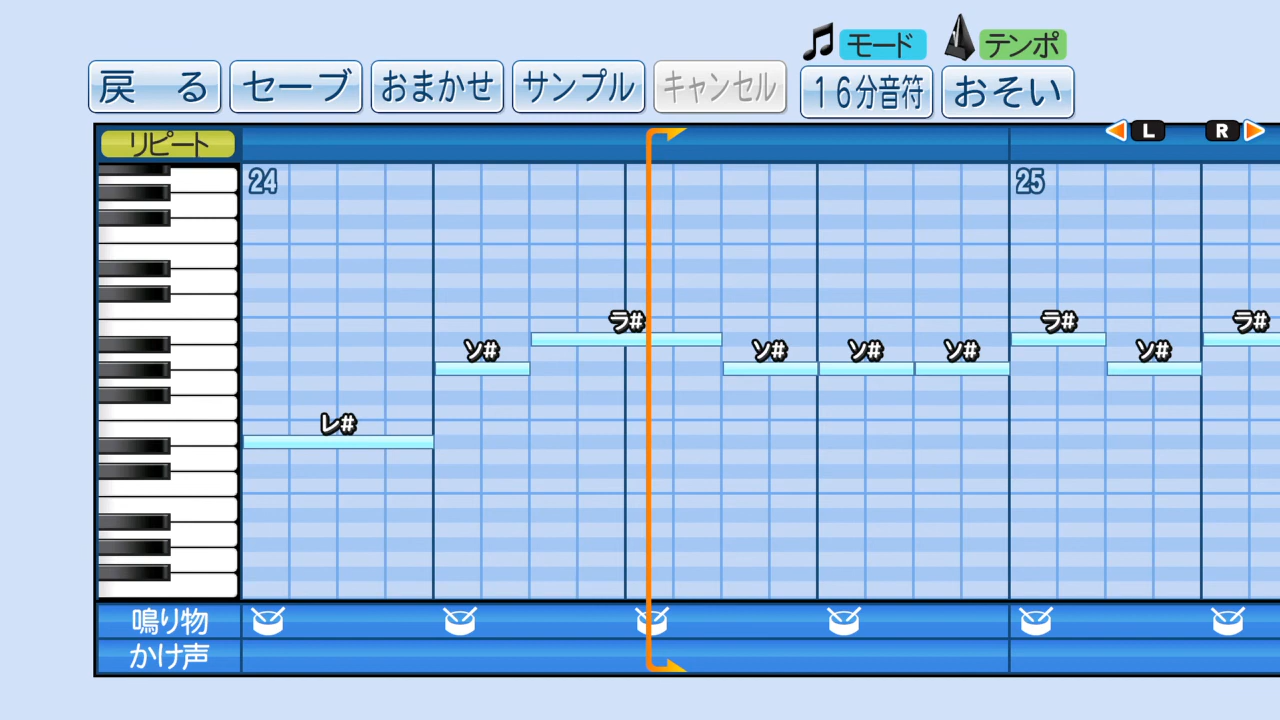 モード テンポ
戻る セーブ おまかせ サンプル キャンセル 16分音符 おそい
L R
リピート
24 25
ラ# ラ# ラ#
ソ# ソ# ソ# ソ# ソ#
レ#
鳴り物
かけ声